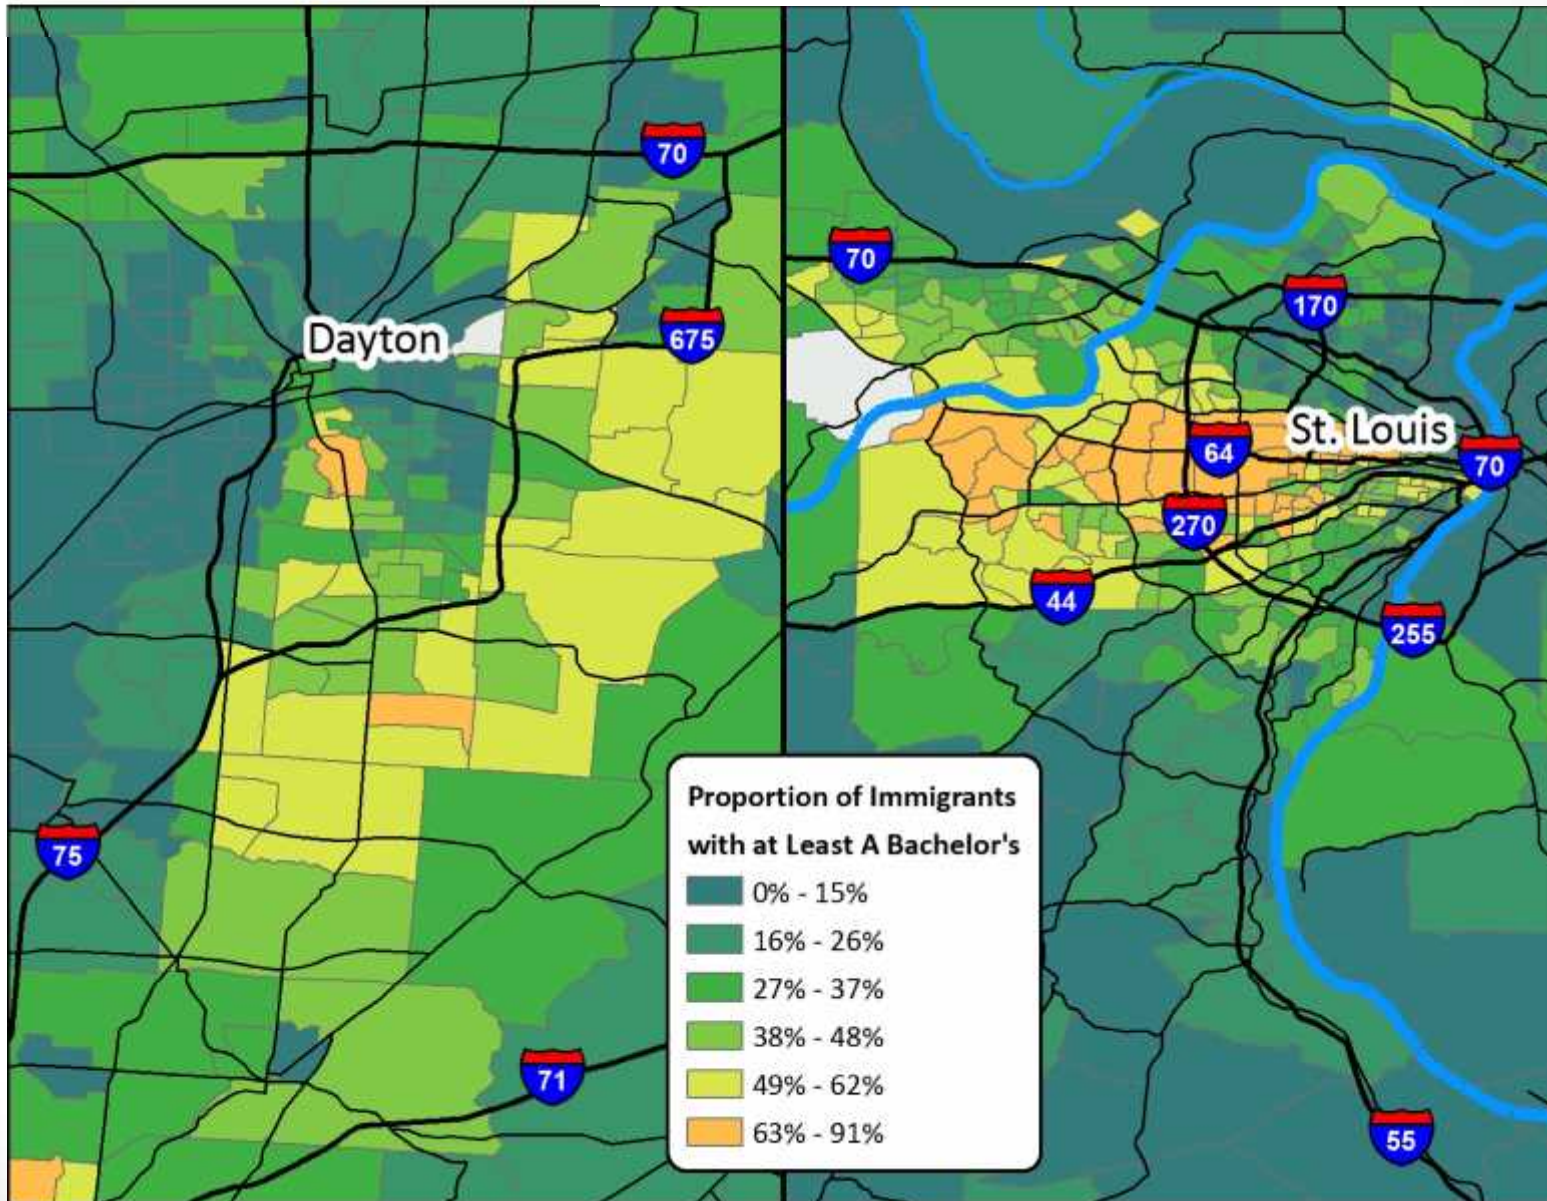 70
675
Dayton
75
71
70
170
64
St. Louis
70
270
44
255
55
Proportion of Immigrants
with at Least A Bachelor's
0% - 15%
16% - 26%
27% - 37%
38% - 48%
49% - 62%
63% - 91%